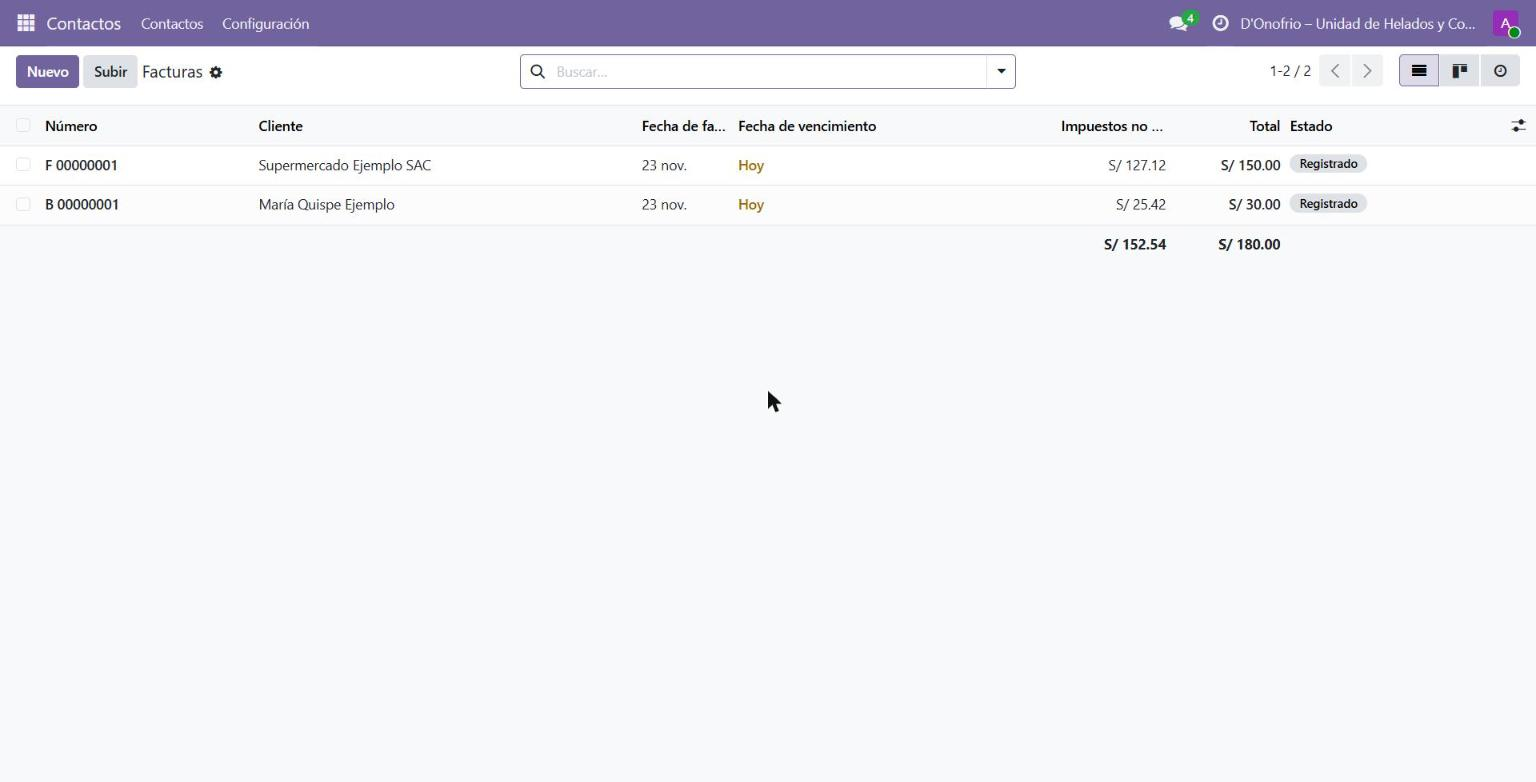 Contactos Contactos Configuración 4 D'Onofrio – Unidad de Helados y Co... A
Nuevo Subir Facturas Buscar... 1-2 / 2
Número Cliente Fecha de fa... Fecha de vencimiento Impuestos no ... Total Estado
F 00000001 Supermercado Ejemplo SAC 23 nov. Hoy S/ 127.12 S/ 150.00 Registrado
B 00000001 María Quispe Ejemplo 23 nov. Hoy S/ 25.42 S/ 30.00 Registrado
S/ 152.54 S/ 180.00